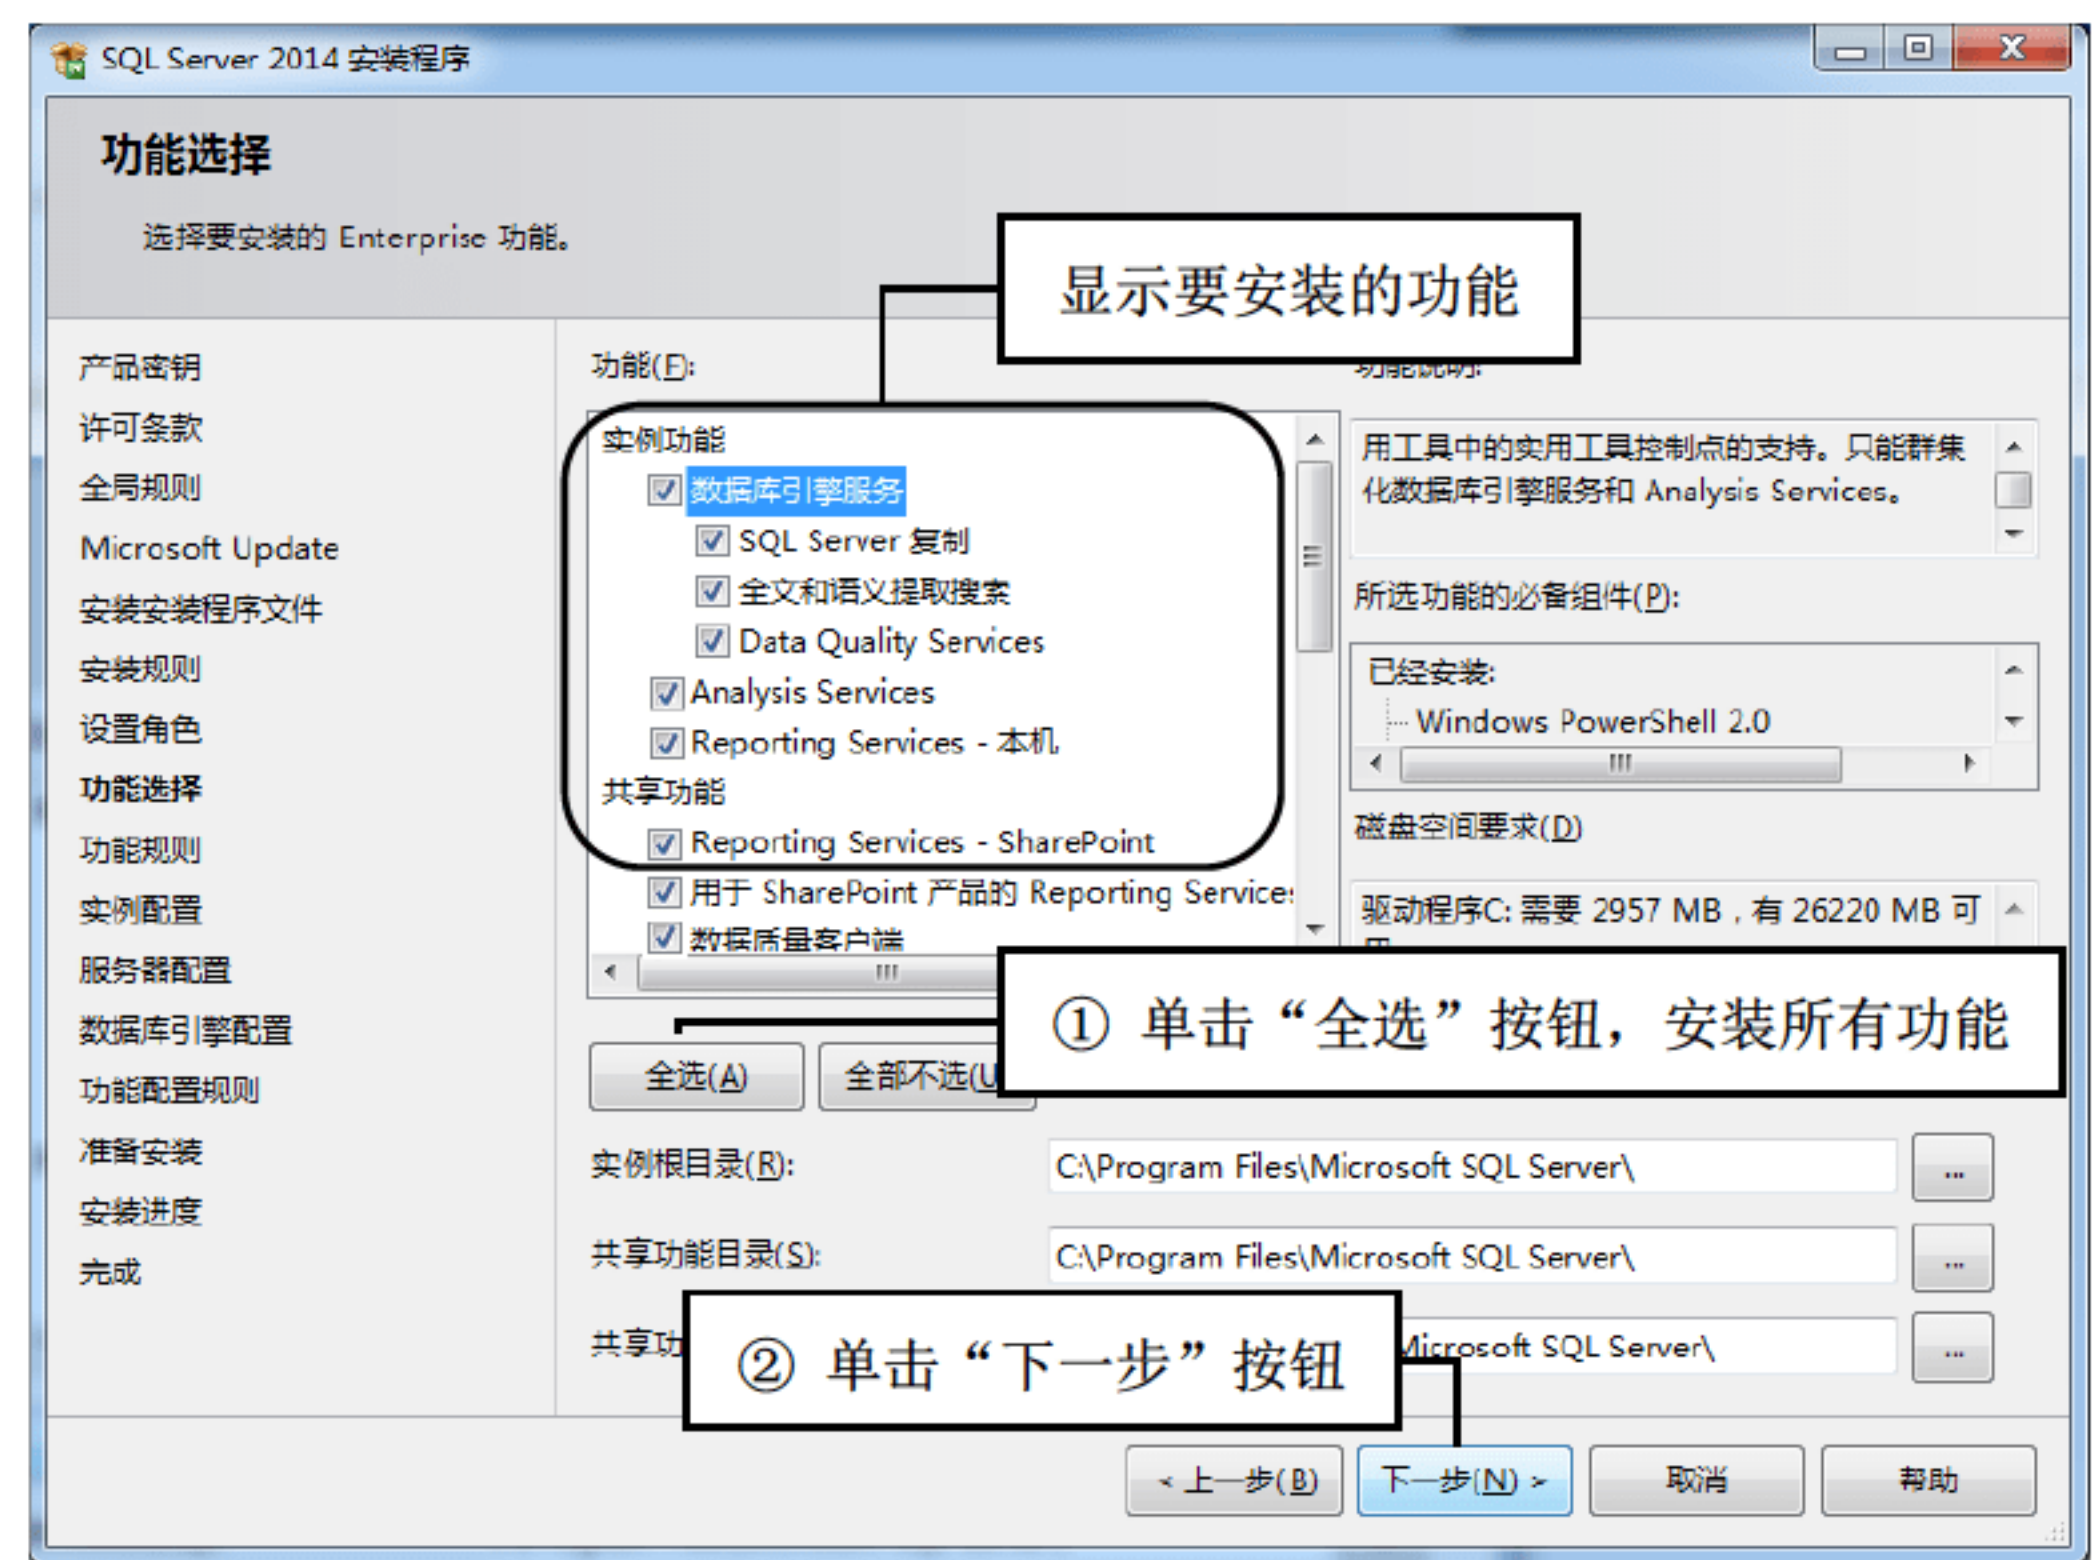 SQL Server 2014 安装程序
功能选择
选择要安装的 Enterprise 功能。
显示要安装的功能
产品密钥
许可条款
全局规则
Microsoft Update
安装安装程序文件
安装规则
设置角色
功能选择
功能规则
实例配置
服务器配置
数据库引擎配置
功能配置规则
准备安装
安装进度
完成
功能(F):
实例功能
数据库引擎服务
SQL Server 复制
全文和语义提取搜索
Data Quality Services
Analysis Services
Reporting Services - 本机
共享功能
Reporting Services - SharePoint
用于 SharePoint 产品的 Reporting Services
数据质量客户端
功能说明:
用工具中的实用工具控制点的支持。只能群集
化数据库引擎服务和 Analysis Services。
所选功能的必备组件(P):
已经安装:
Windows PowerShell 2.0
磁盘空间要求(D)
驱动程序C: 需要 2957 MB，有 26220 MB 可
① 单击“全选”按钮，安装所有功能
全选(A)
全部不选(U
实例根目录(R):
C:\Program Files\Microsoft SQL Server\
...
共享功能目录(S):
C:\Program Files\Microsoft SQL Server\
...
共享功
Microsoft SQL Server\
...
② 单击“下一步”按钮
< 上一步(B)
下一步(N) >
取消
帮助